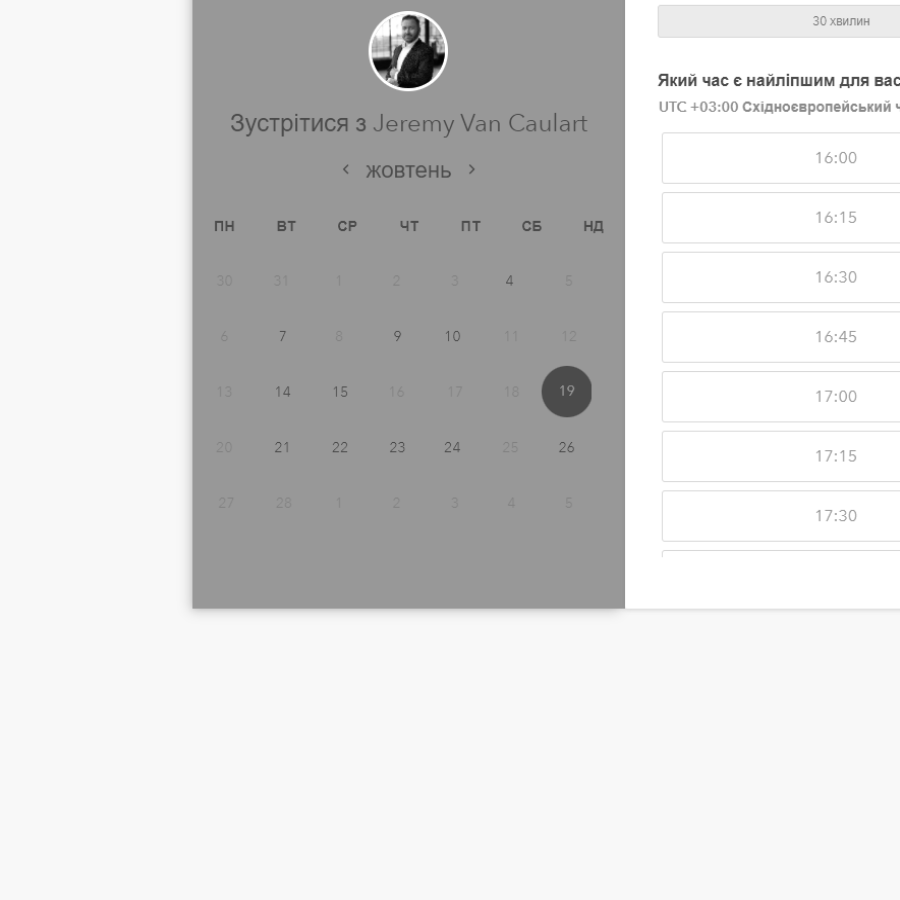 Зустрітися з Jeremy Van Caulart
жовтень
ПН ВТ СР ЧТ ПТ СБ НД
30 31 1 2 3 4 5
6 7 8 9 10 11 12
13 14 15 16 17 18 19
20 21 22 23 24 25 26
27 28 1 2 3 4 5
30 хвилин
Який час є найліпшим для вас
UTC +03:00 Східноєвропейський ч
16:00
16:15
16:30
16:45
17:00
17:15
17:30